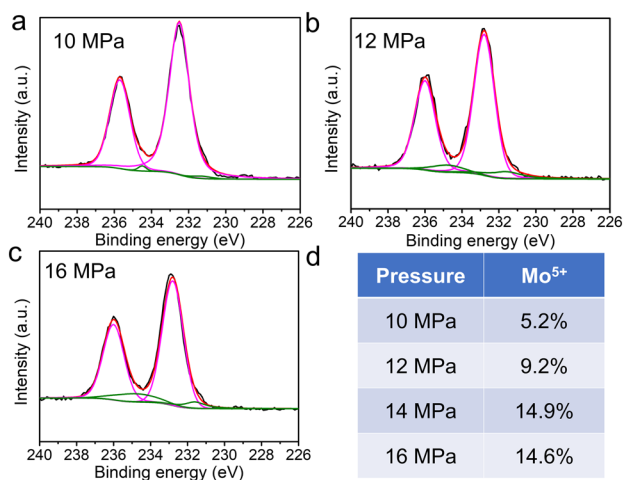 a
10 MPa
Intensity (a.u.)
240 238 236 234 232 230 228 226
Binding energy (eV)
b
12 MPa
Intensity (a.u.)
240 238 236 234 232 230 228 226
Binding energy (eV)
c
16 MPa
Intensity (a.u.)
240 238 236 234 232 230 228 226
Binding energy (eV)
d
Pressure Mo⁵⁺
10 MPa 5.2%
12 MPa 9.2%
14 MPa 14.9%
16 MPa 14.6%